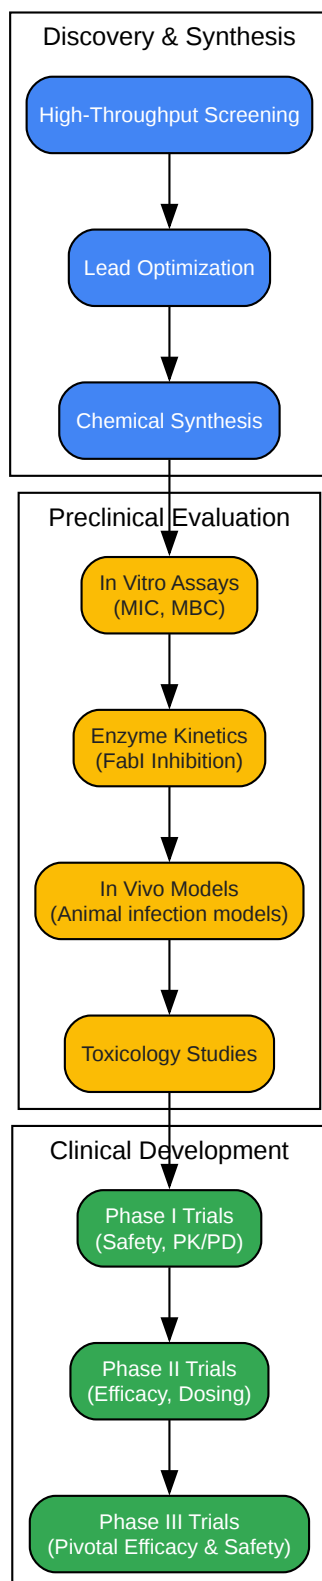 Discovery & Synthesis
High-Throughput Screening
Lead Optimization
Chemical Synthesis
Preclinical Evaluation
In Vitro Assays
(MIC, MBC)
Enzyme Kinetics
(FabI Inhibition)
In Vivo Models
(Animal infection models)
Toxicology Studies
Clinical Development
Phase I Trials
(Safety, PK/PD)
Phase II Trials
(Efficacy, Dosing)
Phase III Trials
(Pivotal Efficacy & Safety)